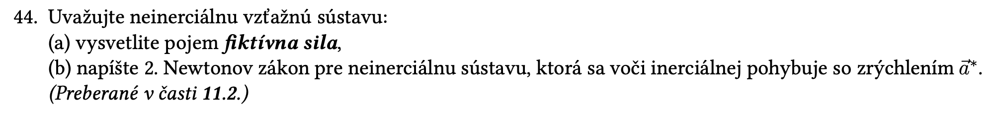 44. Uvažujte neinerciálnu vzťažnú sústavu:
(a) vysvetlite pojem fiktívna sila,
(b) napíšte 2. Newtonov zákon pre neinerciálnu sústavu, ktorá sa voči inerciálnej pohybuje so zrýchlením $\vec{a}^*$.
(Preberané v časti 11.2.)